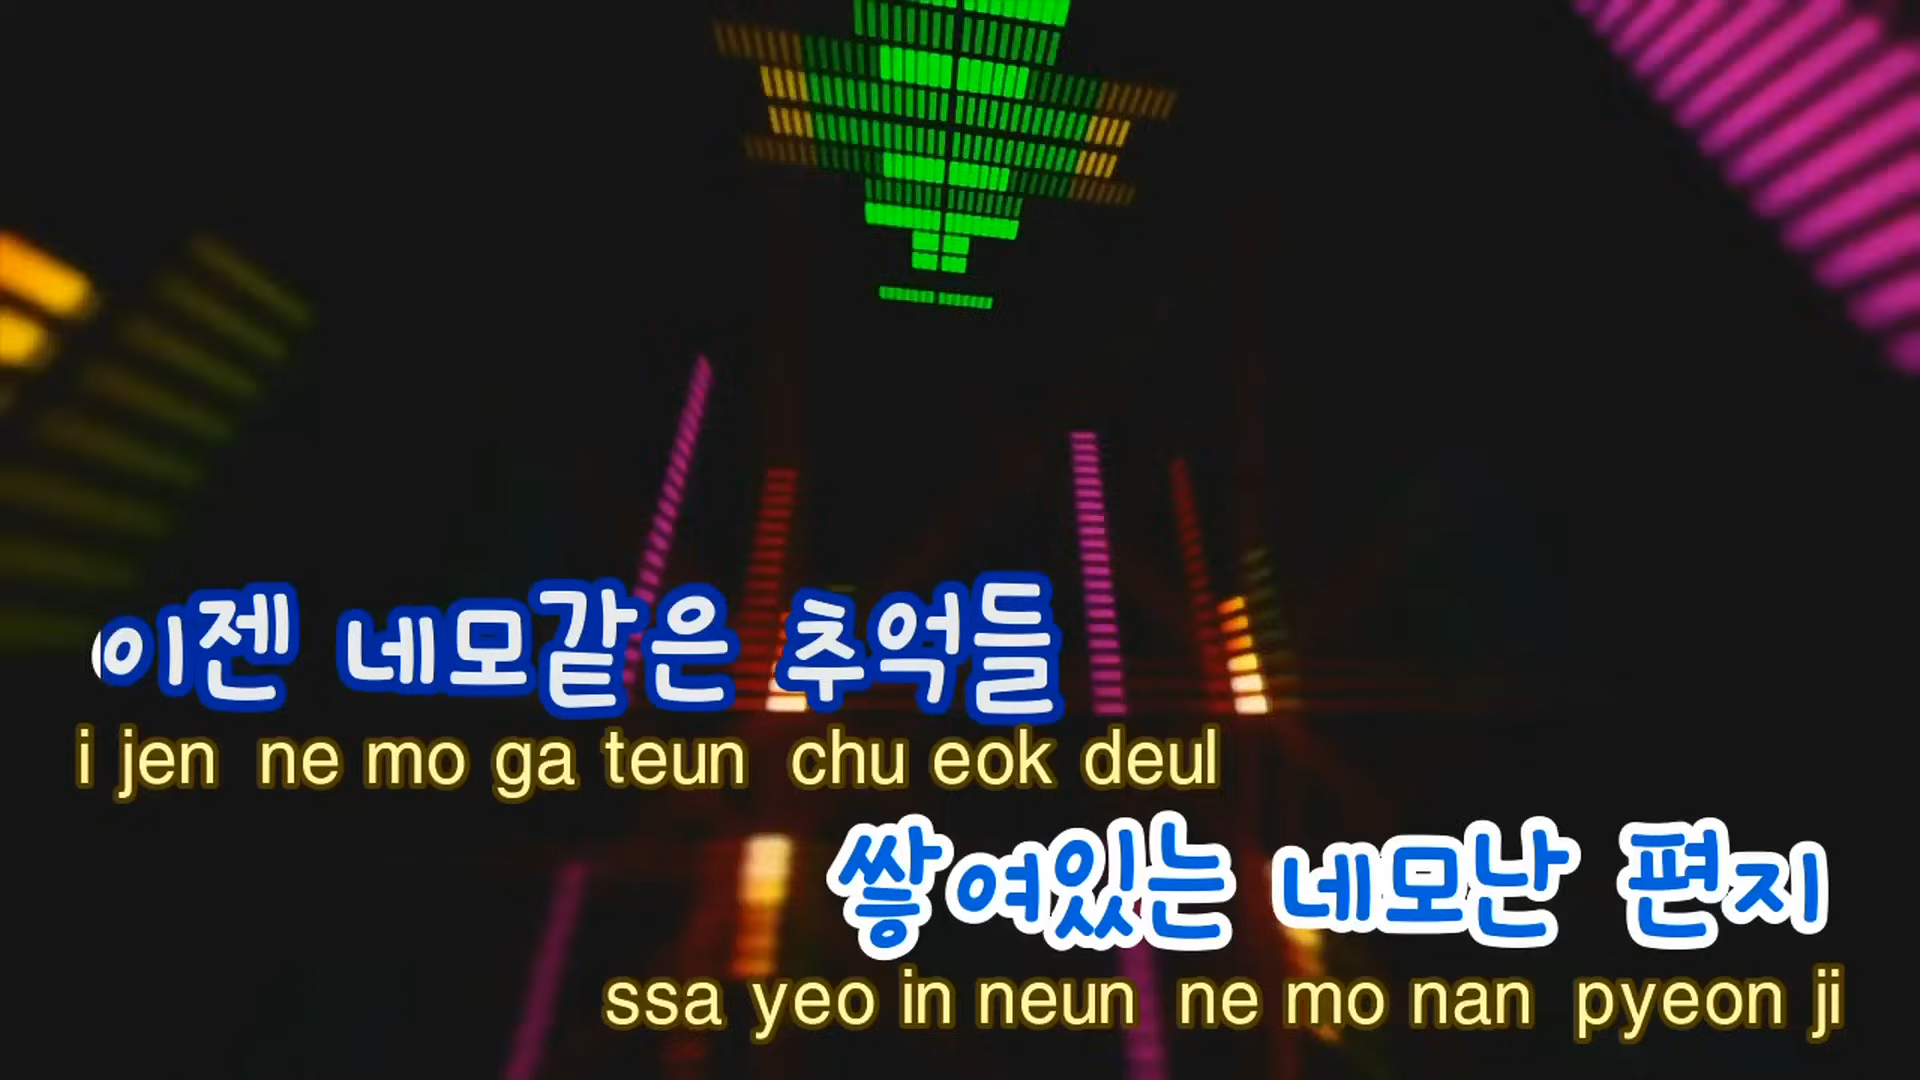 이젠 네모같은 추억들
i jen ne mo ga teun chu eok deul
쌓여있는 네모난 편지
ssa yeo in neun ne mo nan pyeon ji